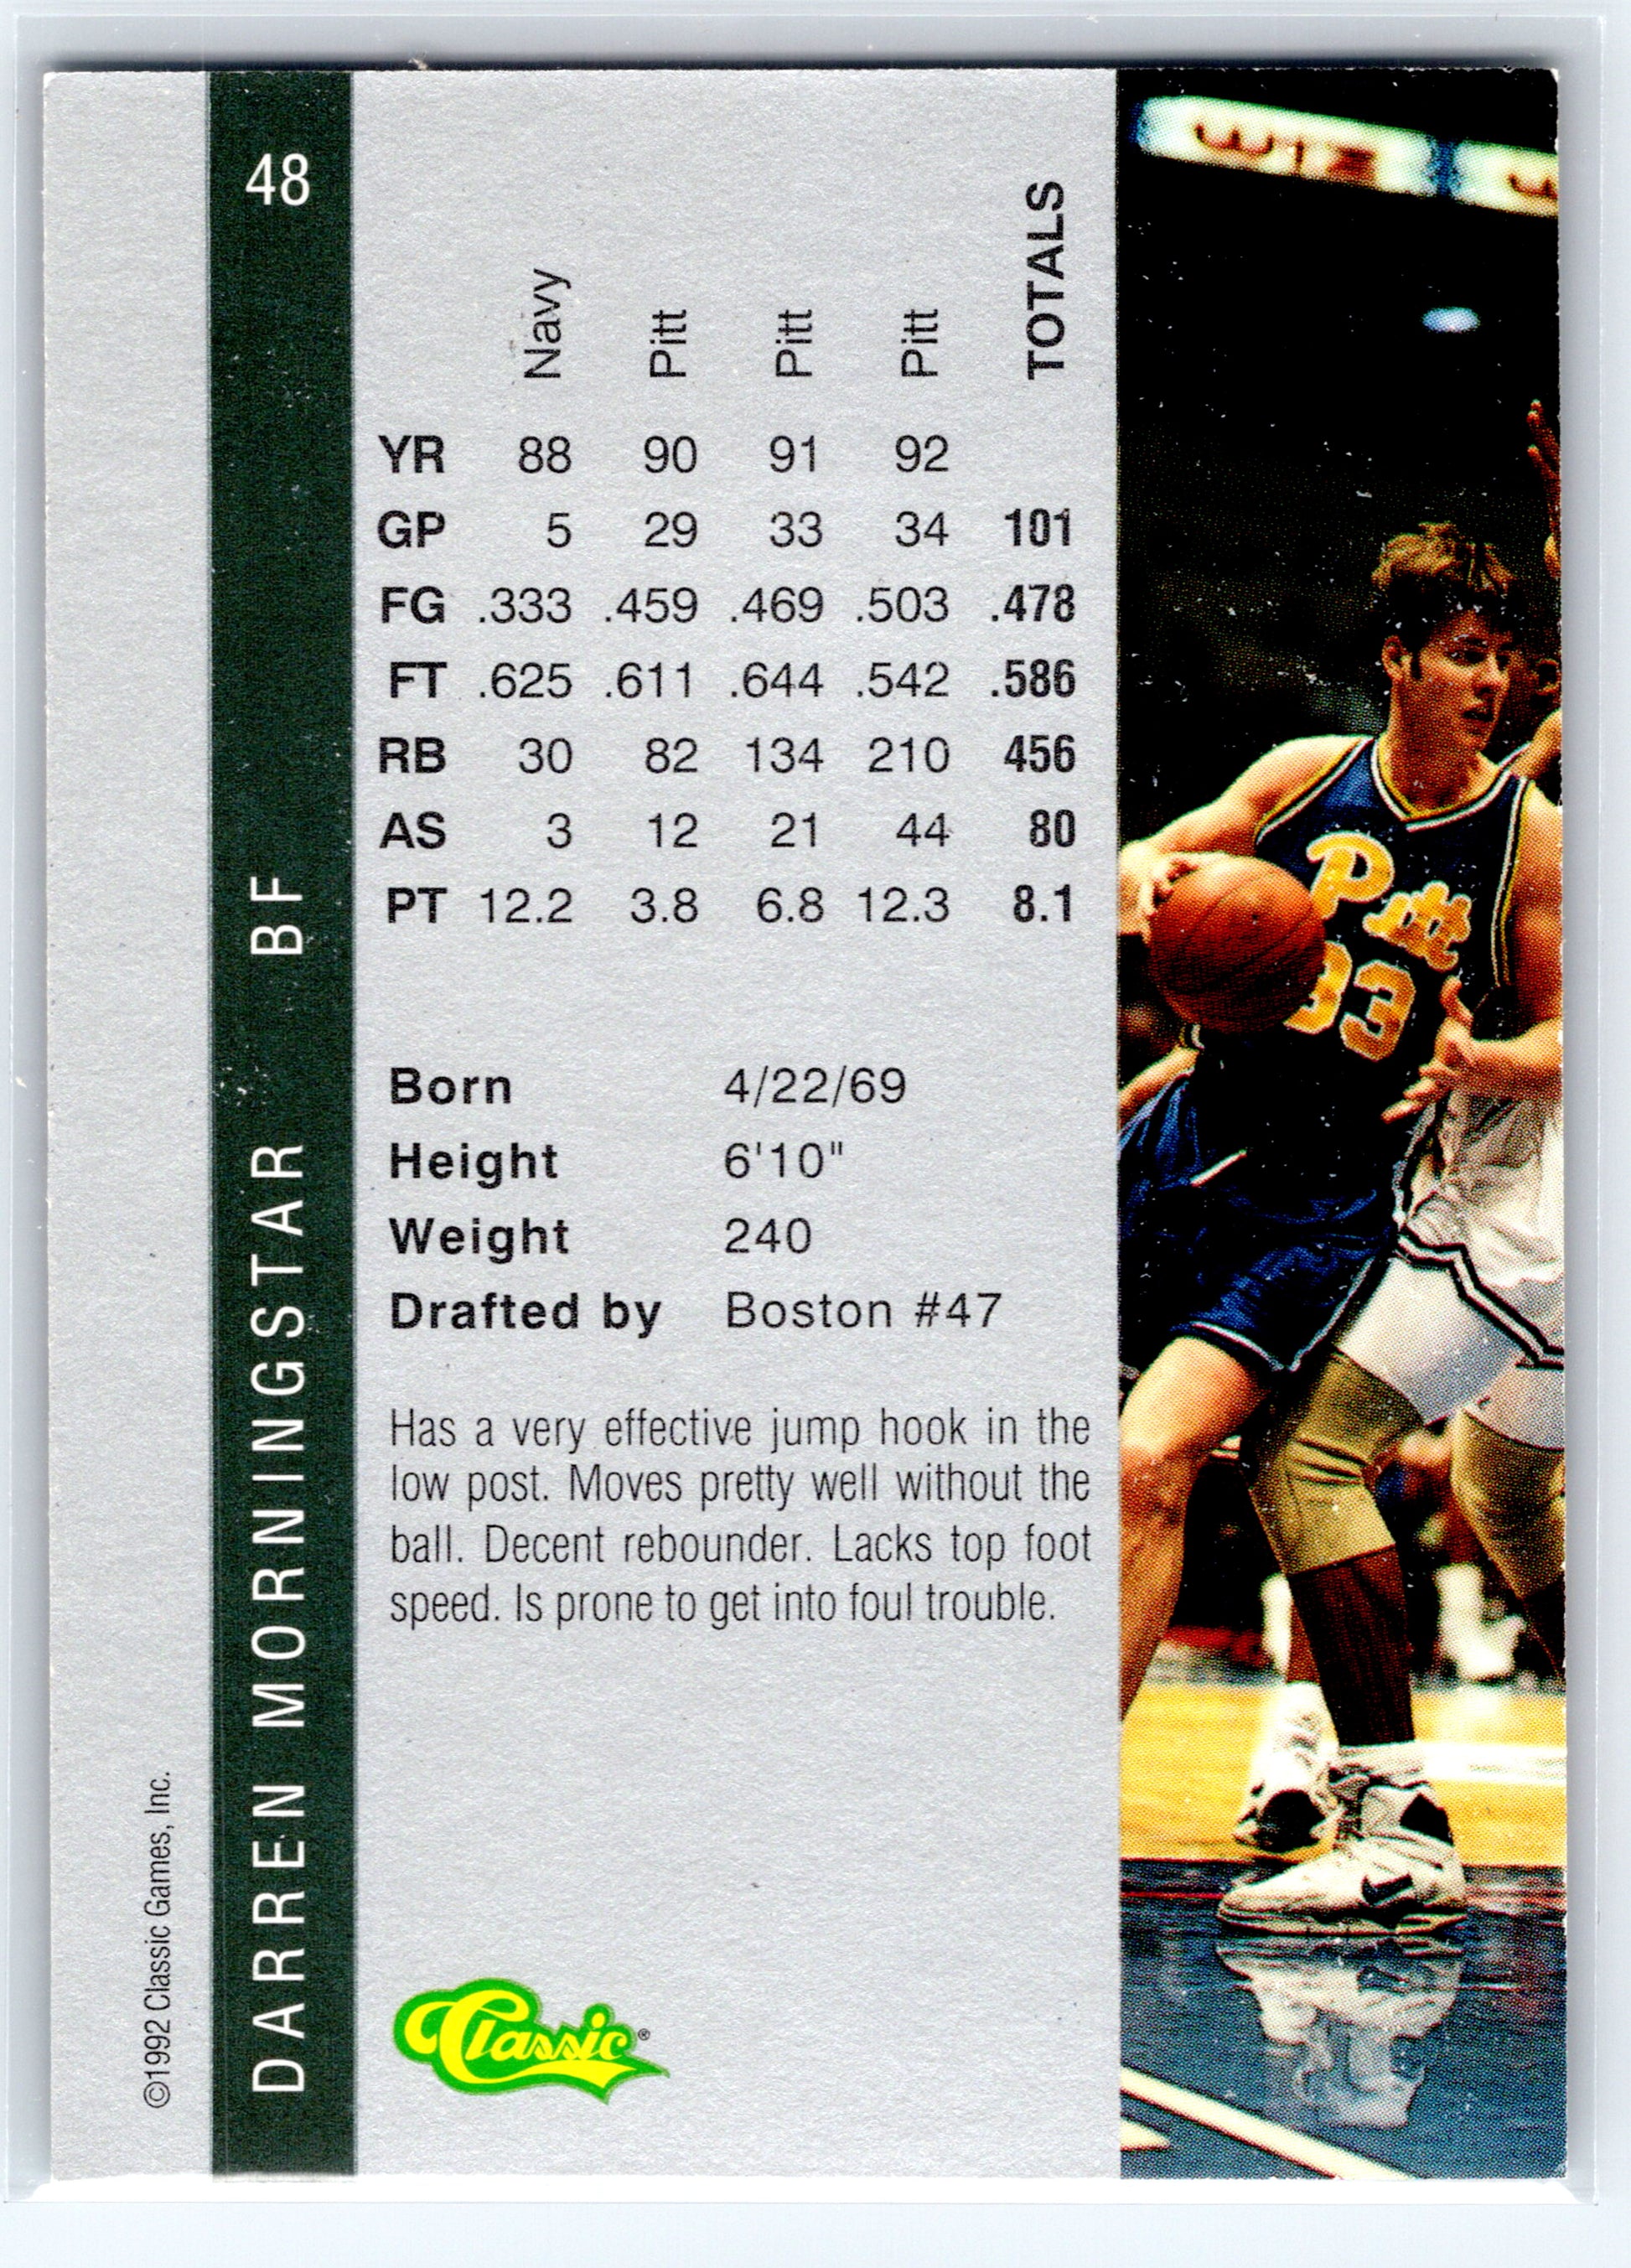 48
DARREN MORNINGSTAR BF
©1992 Classic Games, Inc.
Navy Pitt Pitt Pitt TOTALS
YR 88 90 91 92
GP 5 29 33 34 101
FG .333 .459 .469 .503 .478
FT .625 .611 .644 .542 .586
RB 30 82 134 210 456
AS 3 12 21 44 80
PT 12.2 3.8 6.8 12.3 8.1
Born 4/22/69
Height 6'10"
Weight 240
Drafted by Boston #47
Has a very effective jump hook in the
low post. Moves pretty well without the
ball. Decent rebounder. Lacks top foot
speed. Is prone to get into foul trouble.
Classic®
Pitt
33